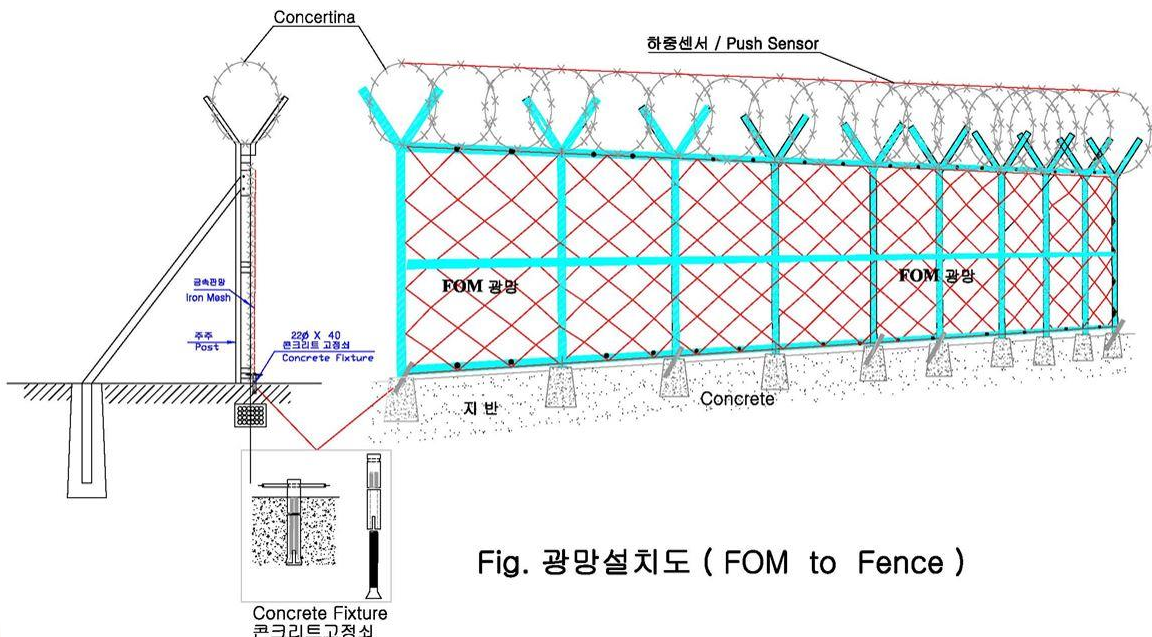 Concertina
하중센서 / Push Sensor
FOM 광망
FOM 광망
금속판망
Iron Mesh
주주
Post
22ϕ X 40
콘크리트 고정쇠
Concrete Fixture
지 반
Concrete
Concrete Fixture
콘크리트고정쇠
Fig. 광망설치도 ( FOM to Fence )